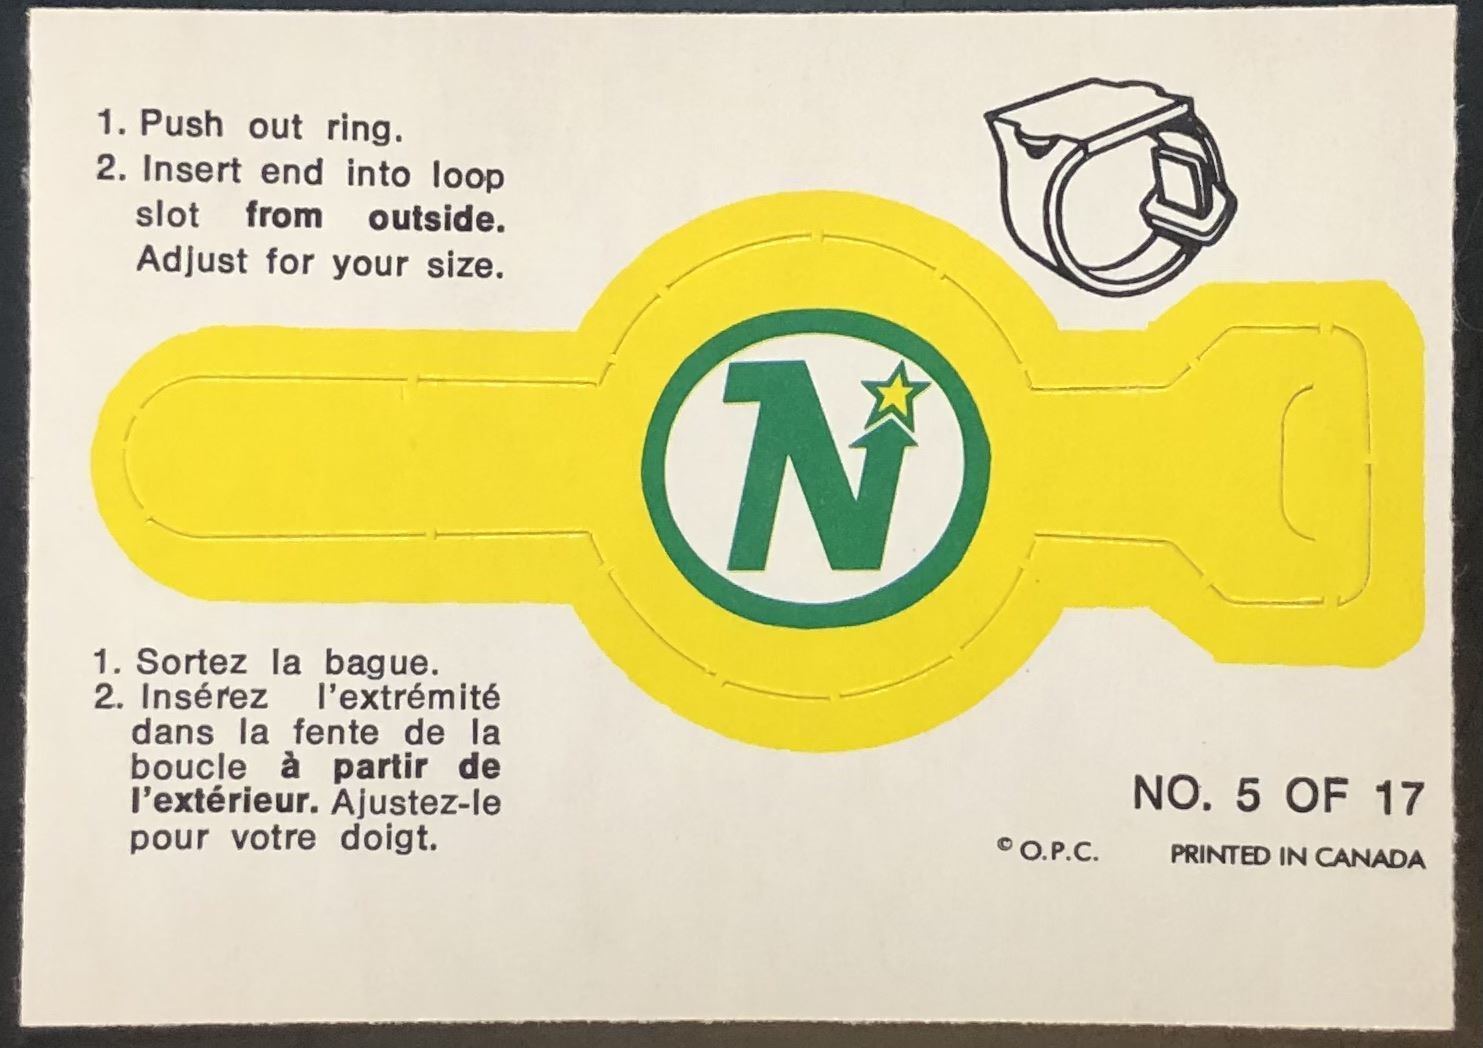 1. Push out ring.
2. Insert end into loop
slot from outside.
Adjust for your size.
N
1. Sortez la bague.
2. Insérez l'extrémité
dans la fente de la
boucle à partir de
l'extérieur. Ajustez-le
pour votre doigt.
NO. 5 OF 17
© O.P.C. PRINTED IN CANADA